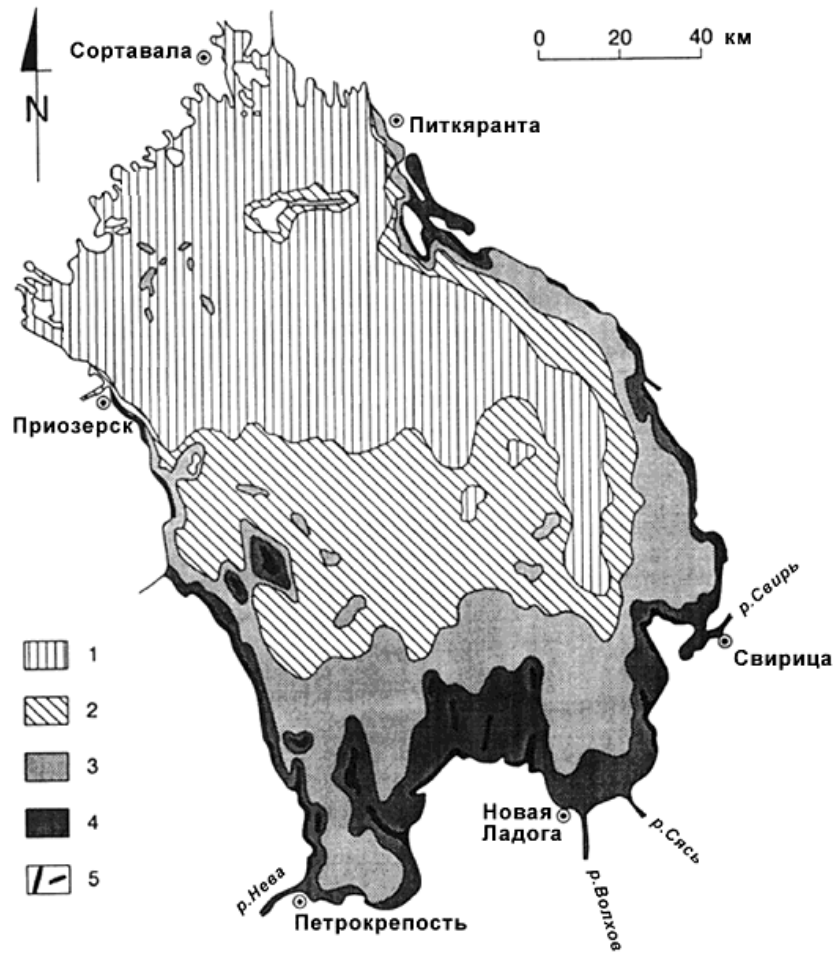 Сортавала
0 20 40 км
N
Питкяранта
Приозерск
р.Свирь
Свирица
1
2
3
4
5
Новая
Ладога
р.Сясь
р.Волхов
р.Нева
Петрокрепость